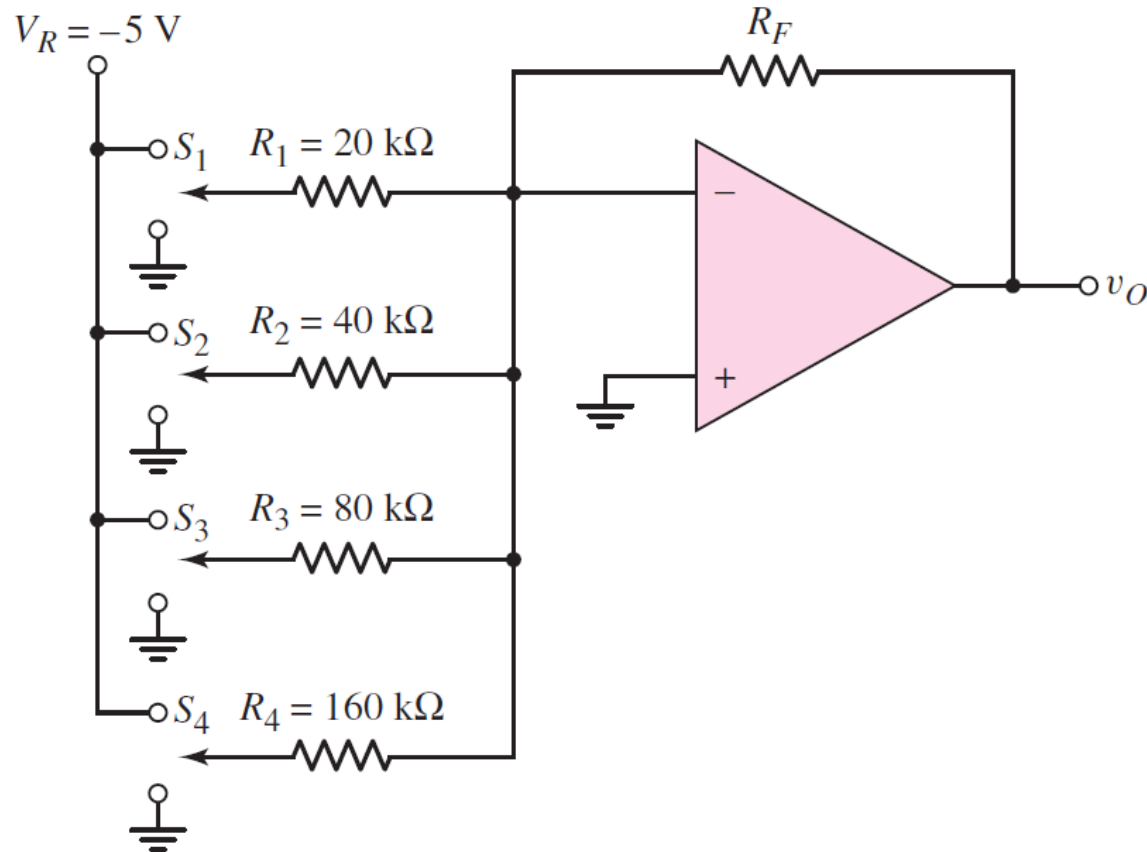 V_R = −5 V
R_F
S_1
R_1 = 20 kΩ
−
S_2
R_2 = 40 kΩ
v_O
+
S_3
R_3 = 80 kΩ
S_4
R_4 = 160 kΩ